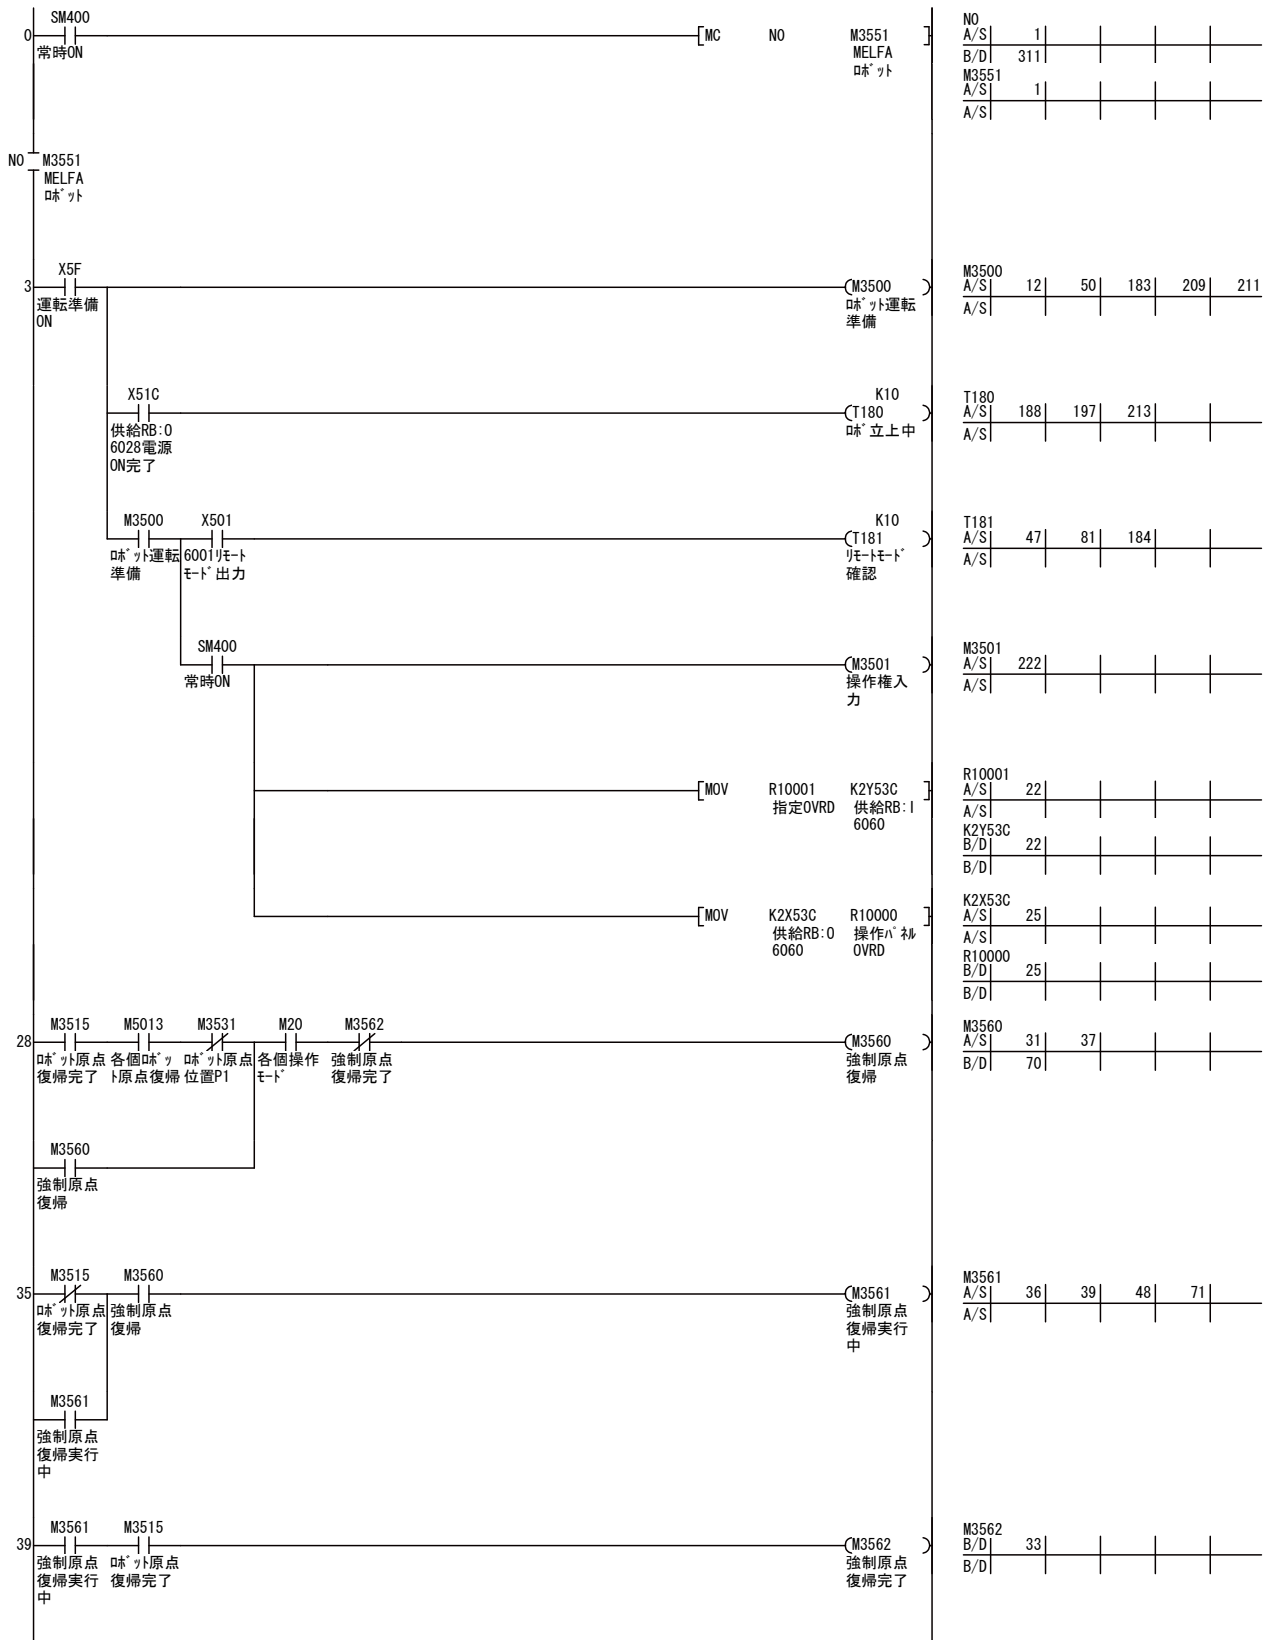 SM400
0
常時ON
MC N0 M3551
MELFA
ロボット
N0
A/S 1
B/D 311
M3551
A/S 1
A/S
N0 M3551
MELFA
ロボット
X5F
3
運転準備
ON
M3500
ロボット運転
準備
M3500
A/S 12 50 183 209 211
A/S
X51C
供給RB:O
6028電源
ON完了
K10
T180
ロボ立上中
T180
A/S 188 197 213
A/S
M3500 X501
ロボット運転 6001リモート
準備 モード出力
K10
T181
リモートモード
確認
T181
A/S 47 81 184
A/S
SM400
常時ON
M3501
操作権入
力
M3501
A/S 222
A/S
MOV R10001 K2Y53C
指定OVRD 供給RB:I
6060
R10001
A/S 22
A/S
K2Y53C
B/D 22
B/D
MOV K2X53C R10000
供給RB:O 操作パネル
6060 OVRD
K2X53C
A/S 25
A/S
R10000
B/D 25
B/D
M3515 M5013 M3531 M20 M3562
28
ロボット原点 各個ロボッ ロボット原点 各個操作 強制原点
復帰完了 ト原点復帰 位置P1 モード 復帰完了
M3560
強制原点
復帰
M3560
A/S 31 37
B/D 70
M3560
強制原点
復帰
M3515 M3560
35
ロボット原点 強制原点
復帰完了 復帰
M3561
強制原点
復帰実行
中
M3561
A/S 36 39 48 71
A/S
M3561
強制原点
復帰実行
中
M3561 M3515
39
強制原点 ロボット原点
復帰実行 復帰完了
中
M3562
強制原点
復帰完了
M3562
B/D 33
B/D